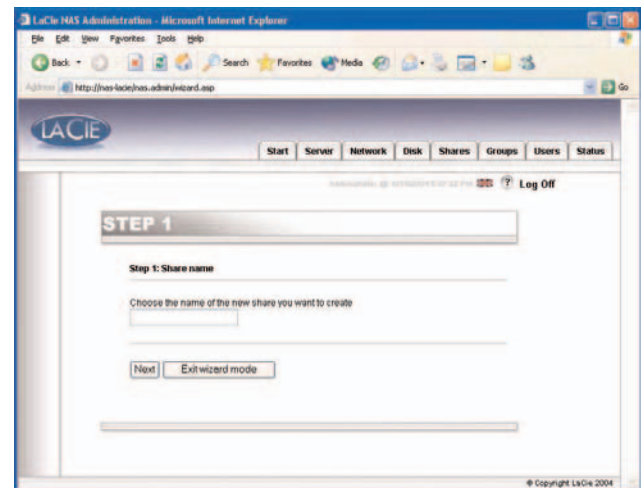 LaCie NAS Administration - Microsoft Internet Explorer
File Edit View Favorites Tools Help
Back Search Favorites Media
Address http://nas-lacie/nas.admin/wizard.asp Go
LACIE
Start Server Network Disk Shares Groups Users Status
? Log Off
STEP 1
Step 1: Share name
Choose the name of the new share you want to create
Next Exit wizard mode
© Copyright LaCie 2004